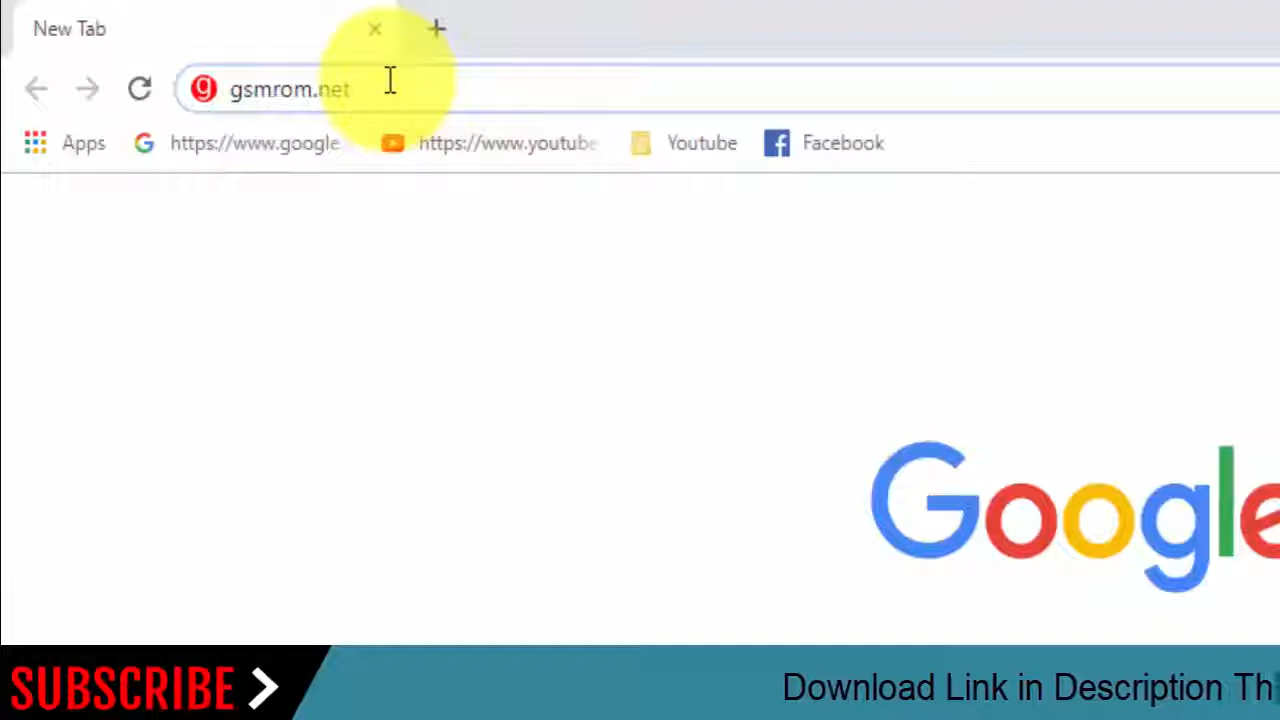 New Tab
gsmrom.net
Apps
https://www.google
https://www.youtube
Youtube
Facebook
Google
SUBSCRIBE
Download Link in Description Th